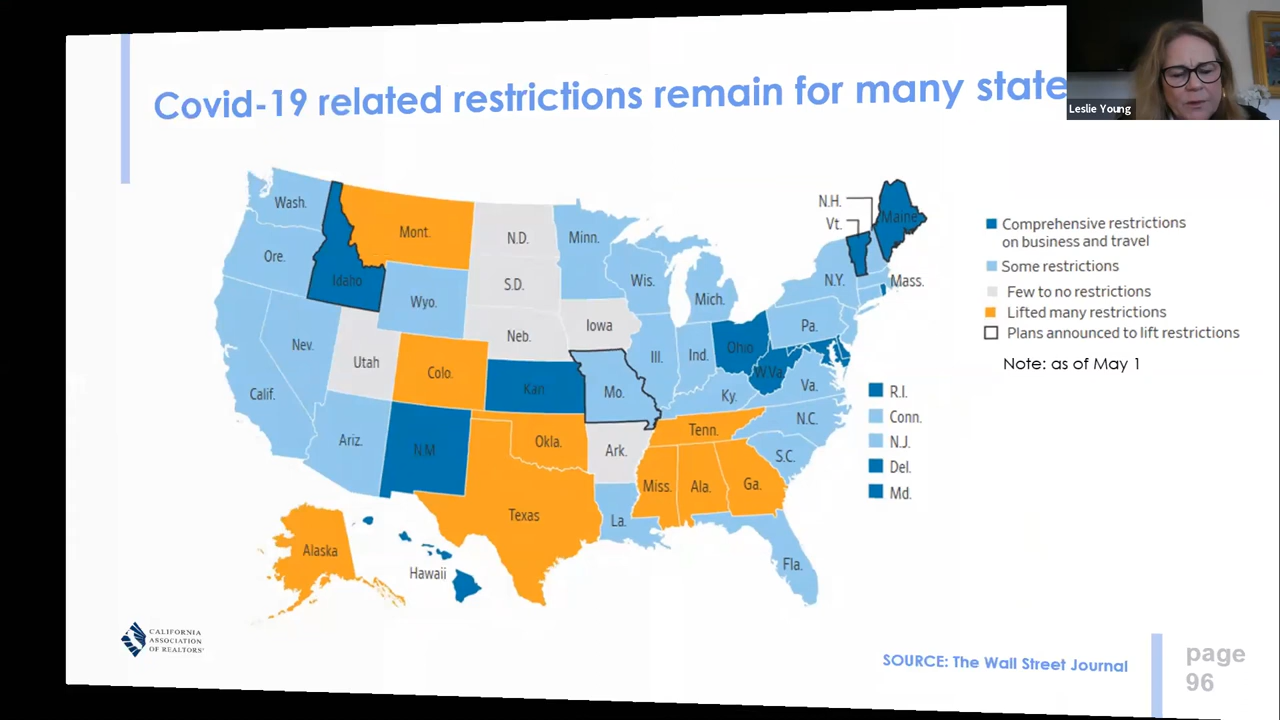 Covid-19 related restrictions remain for many state
Leslie Young
Wash.
Ore.
Calif.
Nev.
Idaho
Mont.
Wyo.
Utah
Ariz.
Colo.
N.M
N.D.
S.D.
Neb.
Kan
Okla.
Texas
Minn.
Iowa
Mo.
Ark.
La.
Wis.
Ill.
Mich.
Ind.
Ohio
Ky.
Tenn.
Miss.
Ala.
Ga.
Fla.
S.C.
N.C.
Va.
W.Va.
Pa.
N.Y.
Vt.
N.H.
Maine
Mass.
Alaska
Hawaii
Comprehensive restrictions
on business and travel
Some restrictions
Few to no restrictions
Lifted many restrictions
Plans announced to lift restrictions
Note: as of May 1
R.I.
Conn.
N.J.
Del.
Md.
CALIFORNIA
ASSOCIATION
OF REALTORS®
SOURCE: The Wall Street Journal
page
96